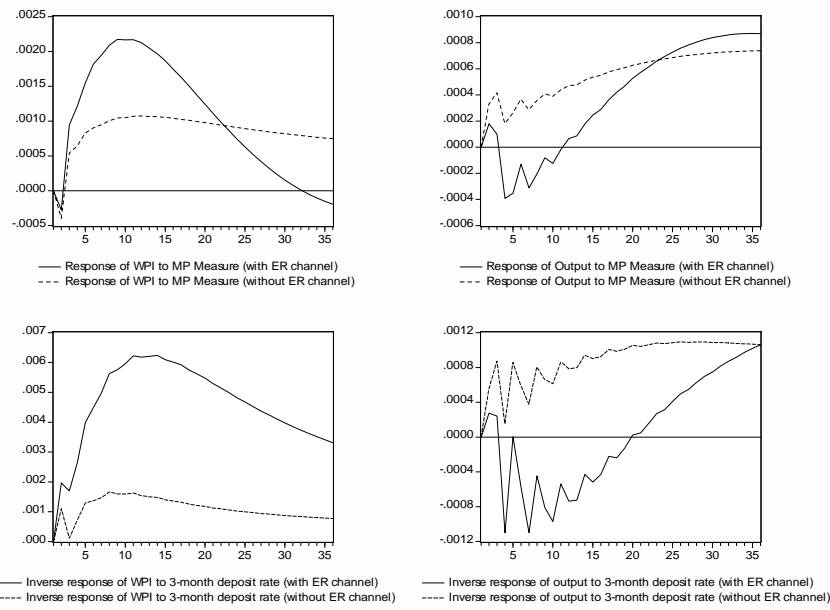 .0025
.0020
.0015
.0010
.0005
.0000
-.0005
5 10 15 20 25 30 35
Response of WPI to MP Measure (with ER channel)
Response of WPI to MP Measure (without ER channel)
.0010
.0008
.0006
.0004
.0002
.0000
-.0002
-.0004
-.0006
5 10 15 20 25 30 35
Response of Output to MP Measure (with ER channel)
Response of Output to MP Measure (without ER channel)
.007
.006
.005
.004
.003
.002
.001
.000
5 10 15 20 25 30 35
Inverse response of WPI to 3-month deposit rate (with ER channel)
Inverse response of WPI to 3-month deposit rate (without ER channel)
.0012
.0008
.0004
.0000
-.0004
-.0008
-.0012
5 10 15 20 25 30 35
Inverse response of output to 3-month deposit rate (with ER channel)
Inverse response of output to 3-month deposit rate (without ER channel)